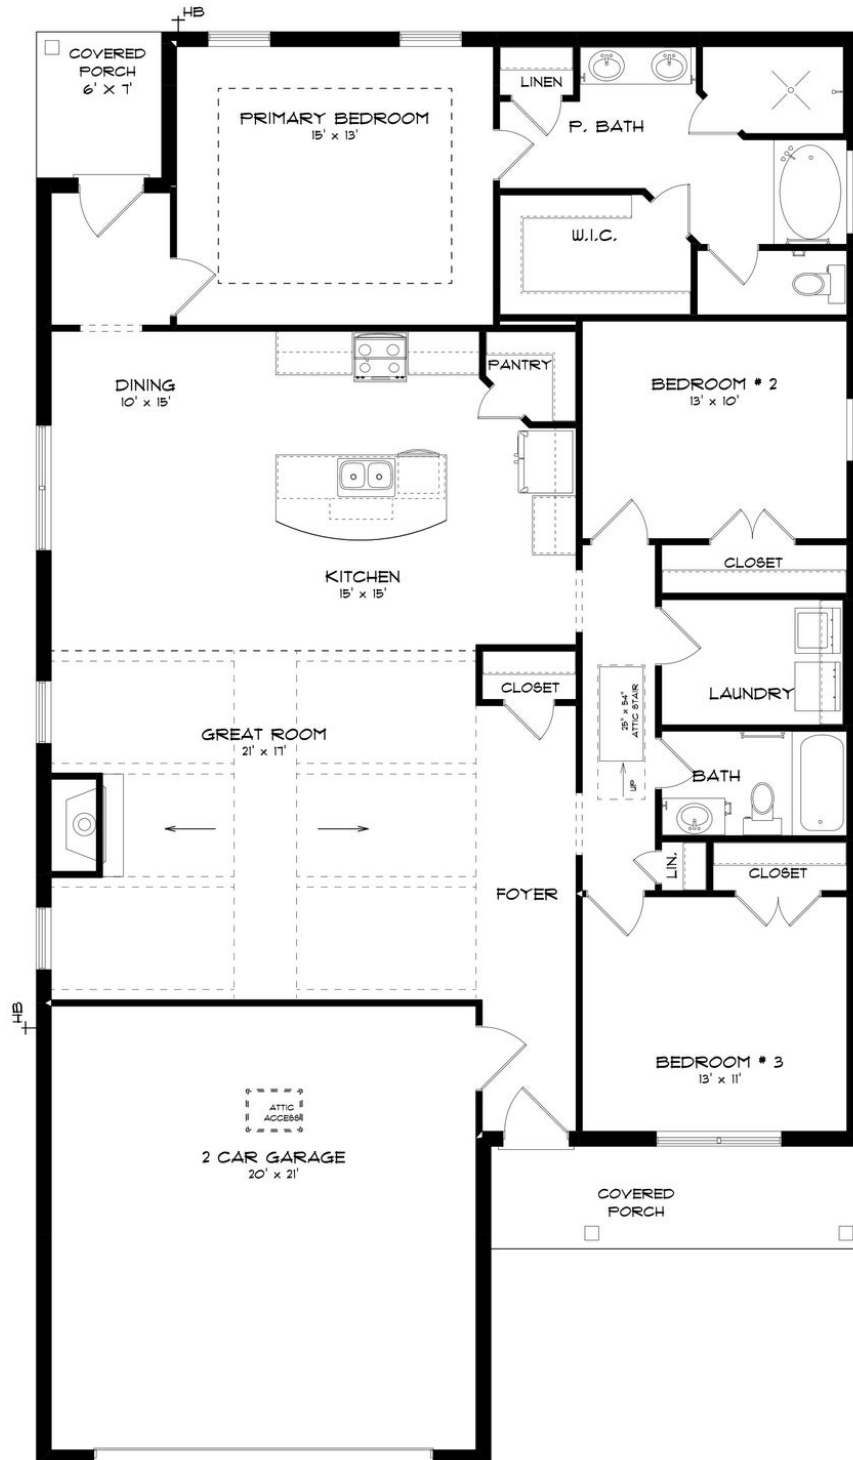 HB
COVERED
PORCH
6' X 7'
PRIMARY BEDROOM
15' x 13'
LINEN
P. BATH
W.I.C.
DINING
10' x 15'
PANTRY
BEDROOM # 2
13' x 10'
KITCHEN
15' x 15'
CLOSET
CLOSET
LAUNDRY
25" x 54"
ATTIC STAIR
UP
GREAT ROOM
21' x 17'
BATH
LIN.
CLOSET
FOYER
HB
BEDROOM # 3
13' x 11'
ATTIC
ACCESS
2 CAR GARAGE
20' x 21'
COVERED
PORCH